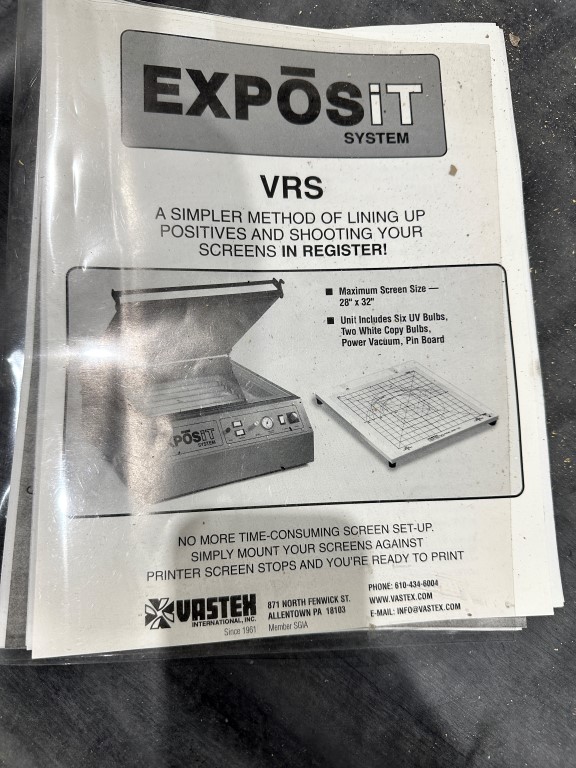 EXPŌSiT
SYSTEM
VRS
A SIMPLER METHOD OF LINING UP
POSITIVES AND SHOOTING YOUR
SCREENS IN REGISTER!
■ Maximum Screen Size —
28" x 32"
■ Unit Includes Six UV Bulbs,
Two White Copy Bulbs,
Power Vacuum, Pin Board
XPŌSiT
SYSTEM
NO MORE TIME-CONSUMING SCREEN SET-UP.
SIMPLY MOUNT YOUR SCREENS AGAINST
PRINTER SCREEN STOPS AND YOU'RE READY TO PRINT
VASTEX
INTERNATIONAL, INC.
Since 1961
871 NORTH FENWICK ST.
ALLENTOWN PA 18103
Member SGIA
PHONE: 610-434-6004
WWW.VASTEX.COM
E-MAIL: INFO@VASTEX.COM